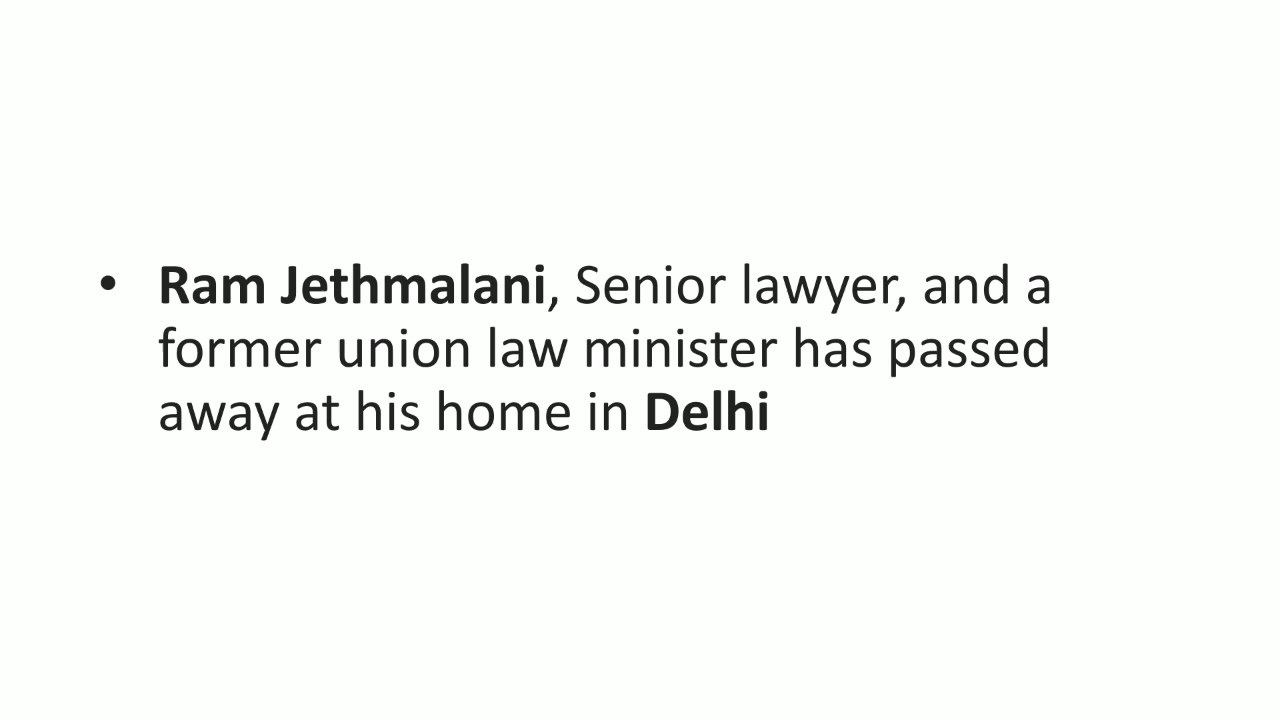 • Ram Jethmalani, Senior lawyer, and a
former union law minister has passed
away at his home in Delhi